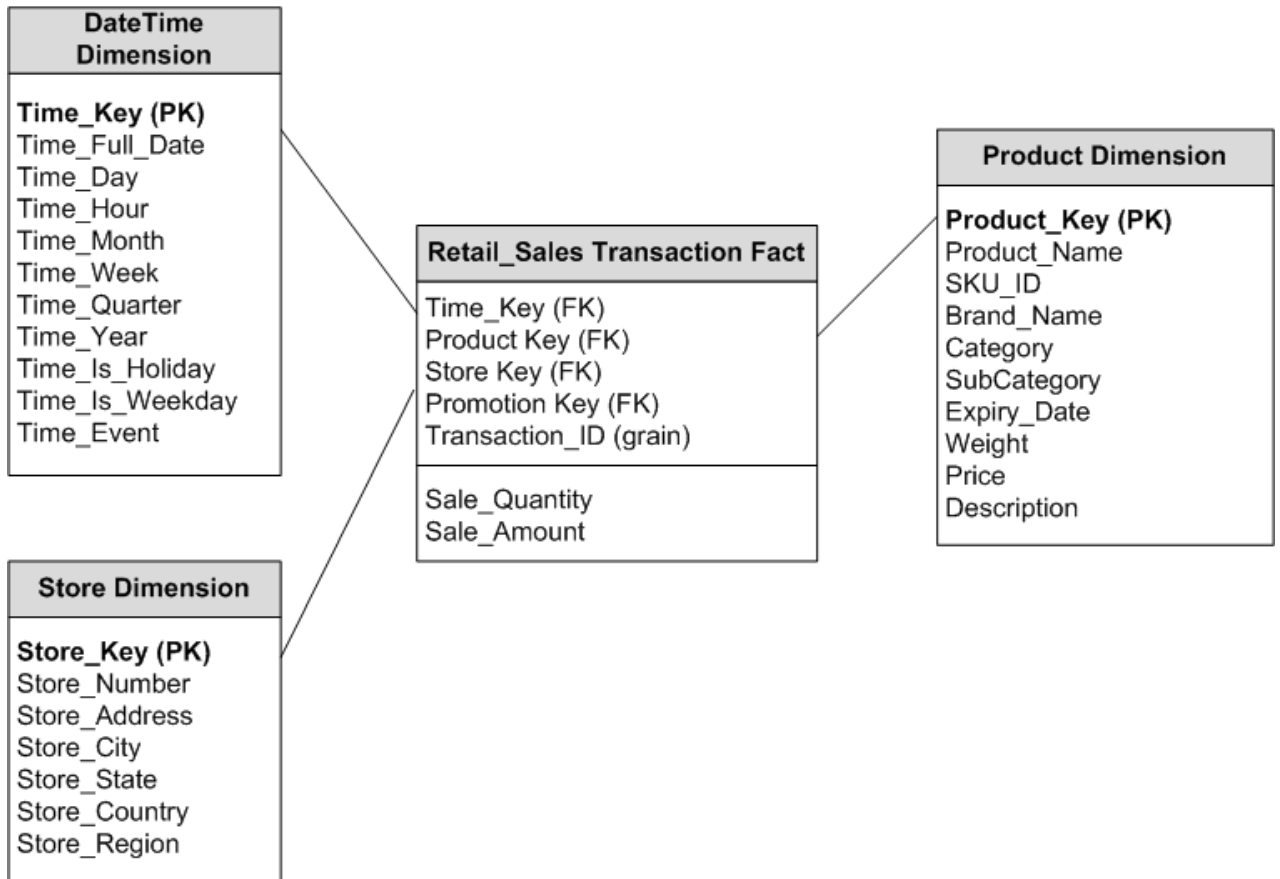 DateTime
Dimension
Time_Key (PK)
Time_Full_Date
Time_Day
Time_Hour
Time_Month
Time_Week
Time_Quarter
Time_Year
Time_Is_Holiday
Time_Is_Weekday
Time_Event
Retail_Sales Transaction Fact
Time_Key (FK)
Product Key (FK)
Store Key (FK)
Promotion Key (FK)
Transaction_ID (grain)
Sale_Quantity
Sale_Amount
Product Dimension
Product_Key (PK)
Product_Name
SKU_ID
Brand_Name
Category
SubCategory
Expiry_Date
Weight
Price
Description
Store Dimension
Store_Key (PK)
Store_Number
Store_Address
Store_City
Store_State
Store_Country
Store_Region